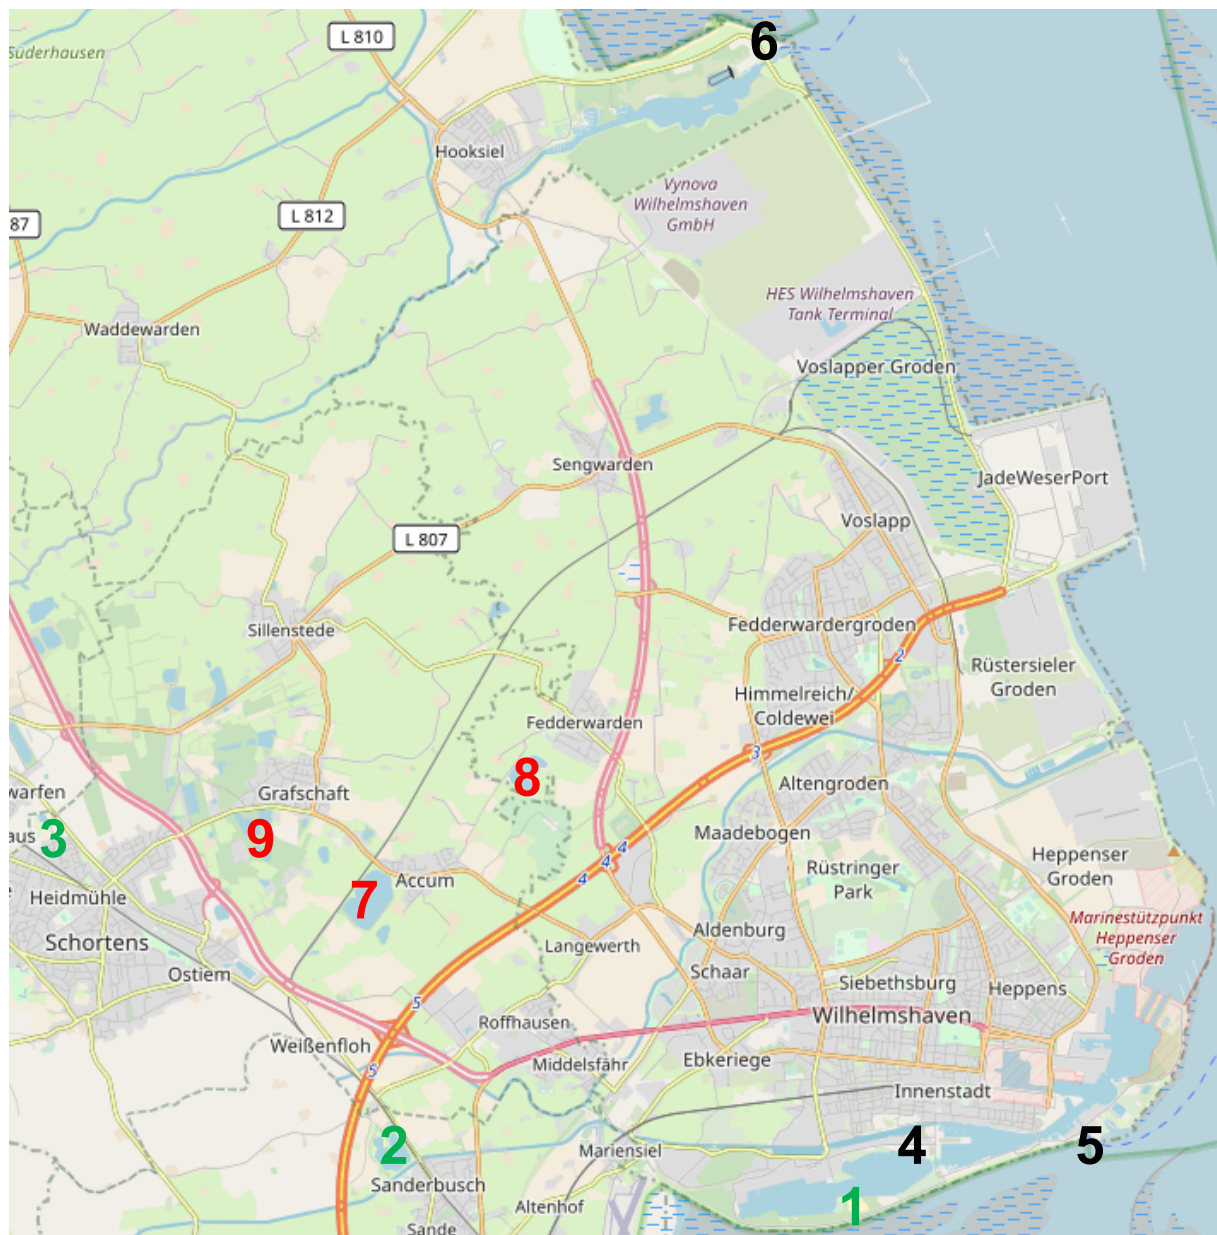 6
L 810
Süderhausen
Hooksiel
Vynova
Wilhelmshaven
GmbH
87
L 812
HES Wilhelmshaven
Tank Terminal
Waddewarden
Voslapper Groden
Sengwarden
JadeWeserPort
Voslapp
L 807
Sillenstede
Fedderwardergroden
2
Rüstersieler
Groden
Himmelreich/
Coldewei
Fedderwarden
3
8
Altengroden
warfen
Grafschaft
3
aus
9
Maadebogen
4
4
4
Heppenser
Groden
Rüstringer
Park
Heidmühle
7
Accum
Marinestützpunkt
Heppenser
Groden
Schortens
Langewerth
Aldenburg
Ostiem
Schaar
Siebethsburg
Heppens
5
Roffhausen
Wilhelmshaven
Weißenfloh
5
Middelsfähr
Ebkeriege
Innenstadt
2
Mariensiel
4
5
Sanderbusch
Altenhof
1
Sande